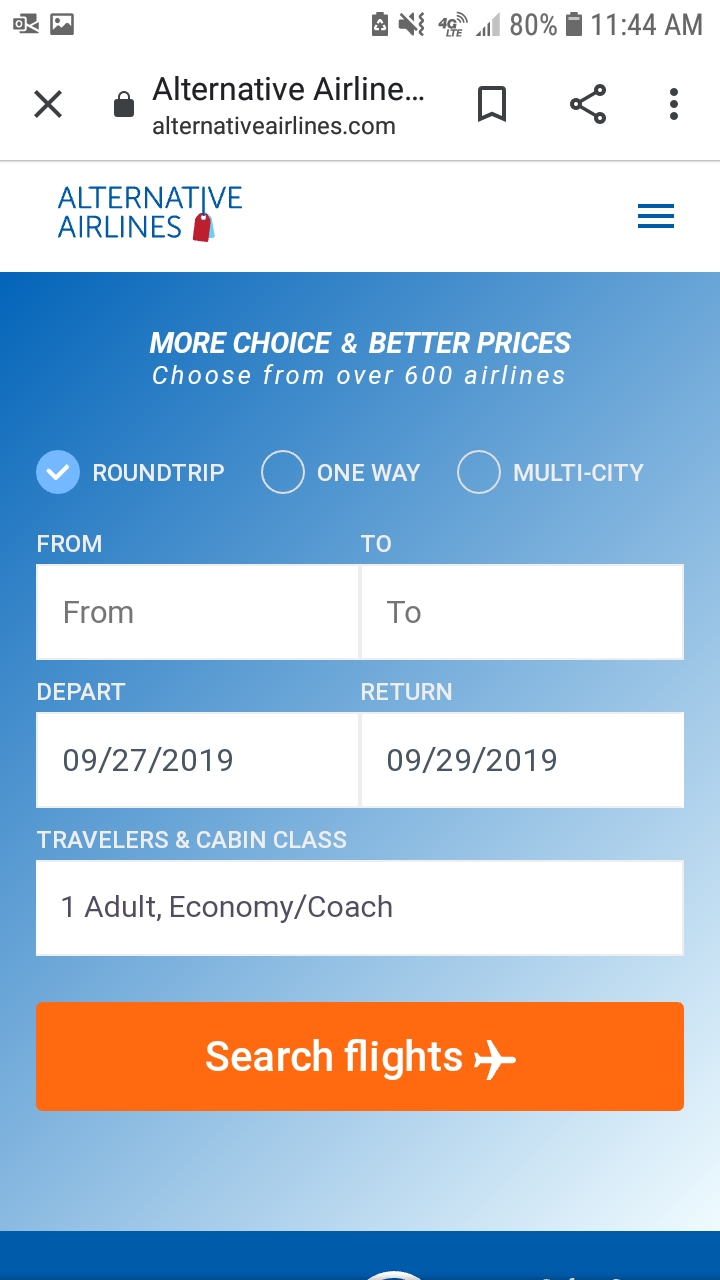 4G LTE 80% 11:44 AM
Alternative Airline...
alternativeairlines.com
ALTERNATIVE
AIRLINES
MORE CHOICE & BETTER PRICES
Choose from over 600 airlines
ROUNDTRIP ONE WAY MULTI-CITY
FROM TO
From To
DEPART RETURN
09/27/2019 09/29/2019
TRAVELERS & CABIN CLASS
1 Adult, Economy/Coach
Search flights